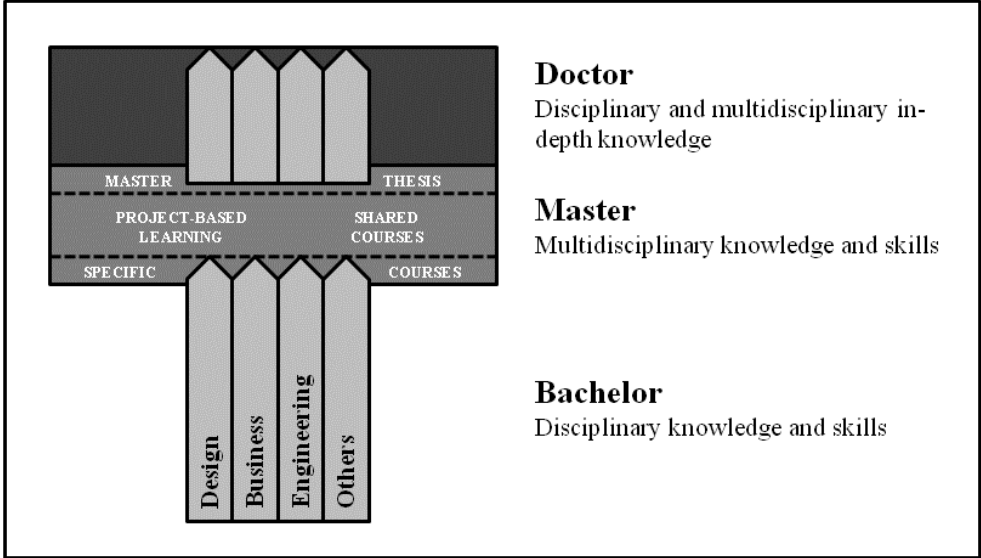 Doctor
Disciplinary and multidisciplinary in-
depth knowledge
MASTER THESIS
PROJECT-BASED SHARED
LEARNING COURSES
Master
Multidisciplinary knowledge and skills
SPECIFIC COURSES
Design
Business
Engineering
Others
Bachelor
Disciplinary knowledge and skills